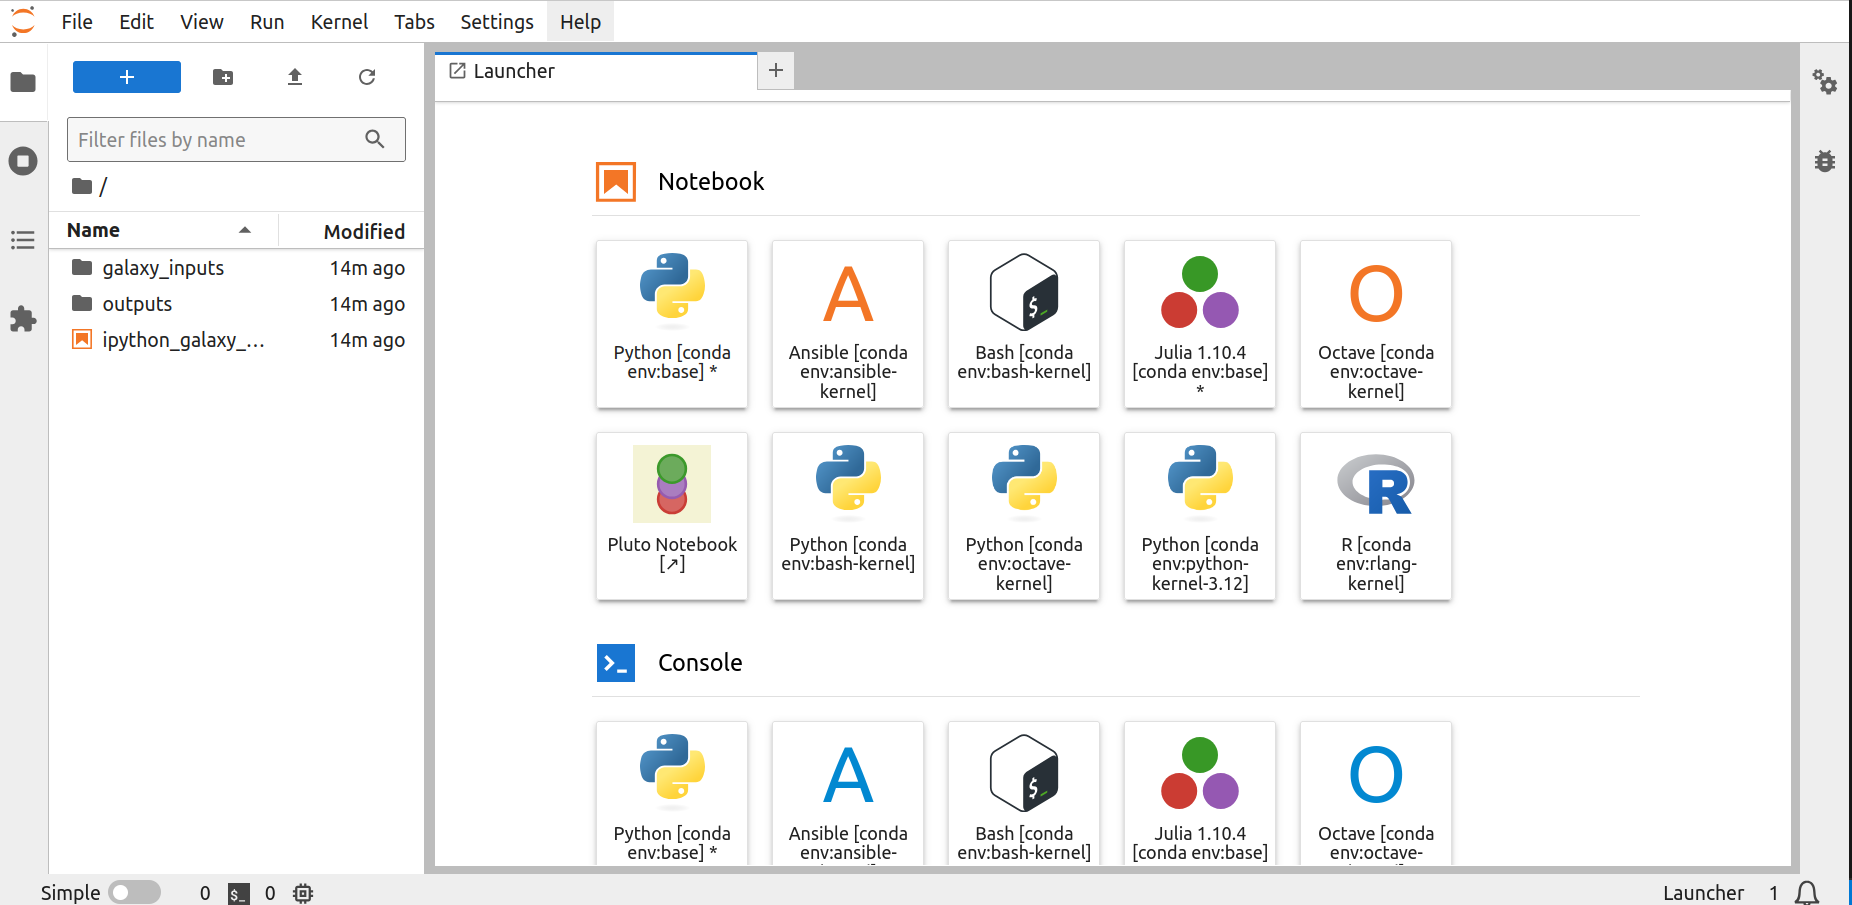 File Edit View Run Kernel Tabs Settings Help
Launcher
Filter files by name
/
Name Modified
galaxy_inputs 14m ago
outputs 14m ago
ipython_galaxy_... 14m ago
Notebook
Python [conda
env:base] *
Ansible [conda
env:ansible-
kernel]
Bash [conda
env:bash-kernel]
Julia 1.10.4
[conda env:base]
*
Octave [conda
env:octave-
kernel]
Pluto Notebook
[↗]
Python [conda
env:bash-kernel]
Python [conda
env:octave-
kernel]
Python [conda
env:python-
kernel-3.12]
R [conda
env:rlang-
kernel]
Console
Python [conda
env:base] *
Ansible [conda
env:ansible-
Bash [conda
env:bash-kernel]
Julia 1.10.4
[conda env:base]
Octave [conda
env:octave-
Simple 0 $_ 0 Launcher 1